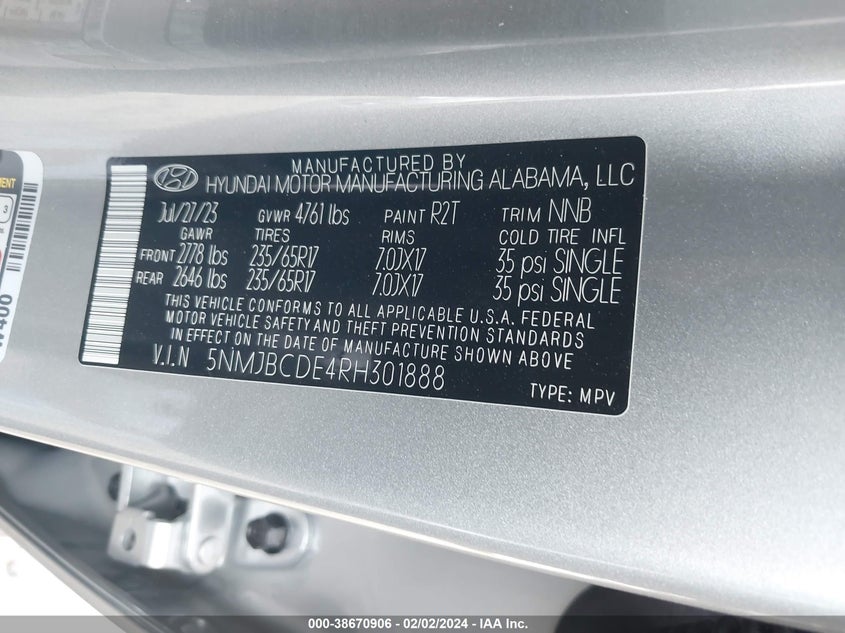 MANUFACTURED BY
HYUNDAI MOTOR MANUFACTURING ALABAMA, LLC
Jul/27/23 GVWR 4761 lbs PAINT R2T TRIM NNB
GAWR TIRES RIMS COLD TIRE INFL
FRONT 2778 lbs 235/65R17 7.0JX17 35 psi SINGLE
REAR 2646 lbs 235/65R17 7.0JX17 35 psi SINGLE
THIS VEHICLE CONFORMS TO ALL APPLICABLE U.S.A. FEDERAL
MOTOR VEHICLE SAFETY AND THEFT PREVENTION STANDARDS
IN EFFECT ON THE DATE OF MANUFACTURE SHOWN ABOVE
V.I.N 5NMJBCDE4RH301888
TYPE: MPV
000-38670906 - 02/02/2024 - IAA Inc.